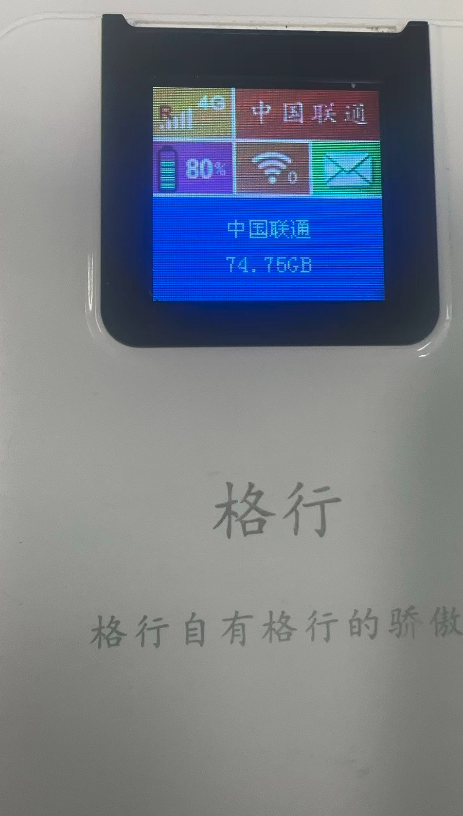 R 4G 中国联通
80% 0
中国联通
74.75GB
格行
格行自有格行的骄傲